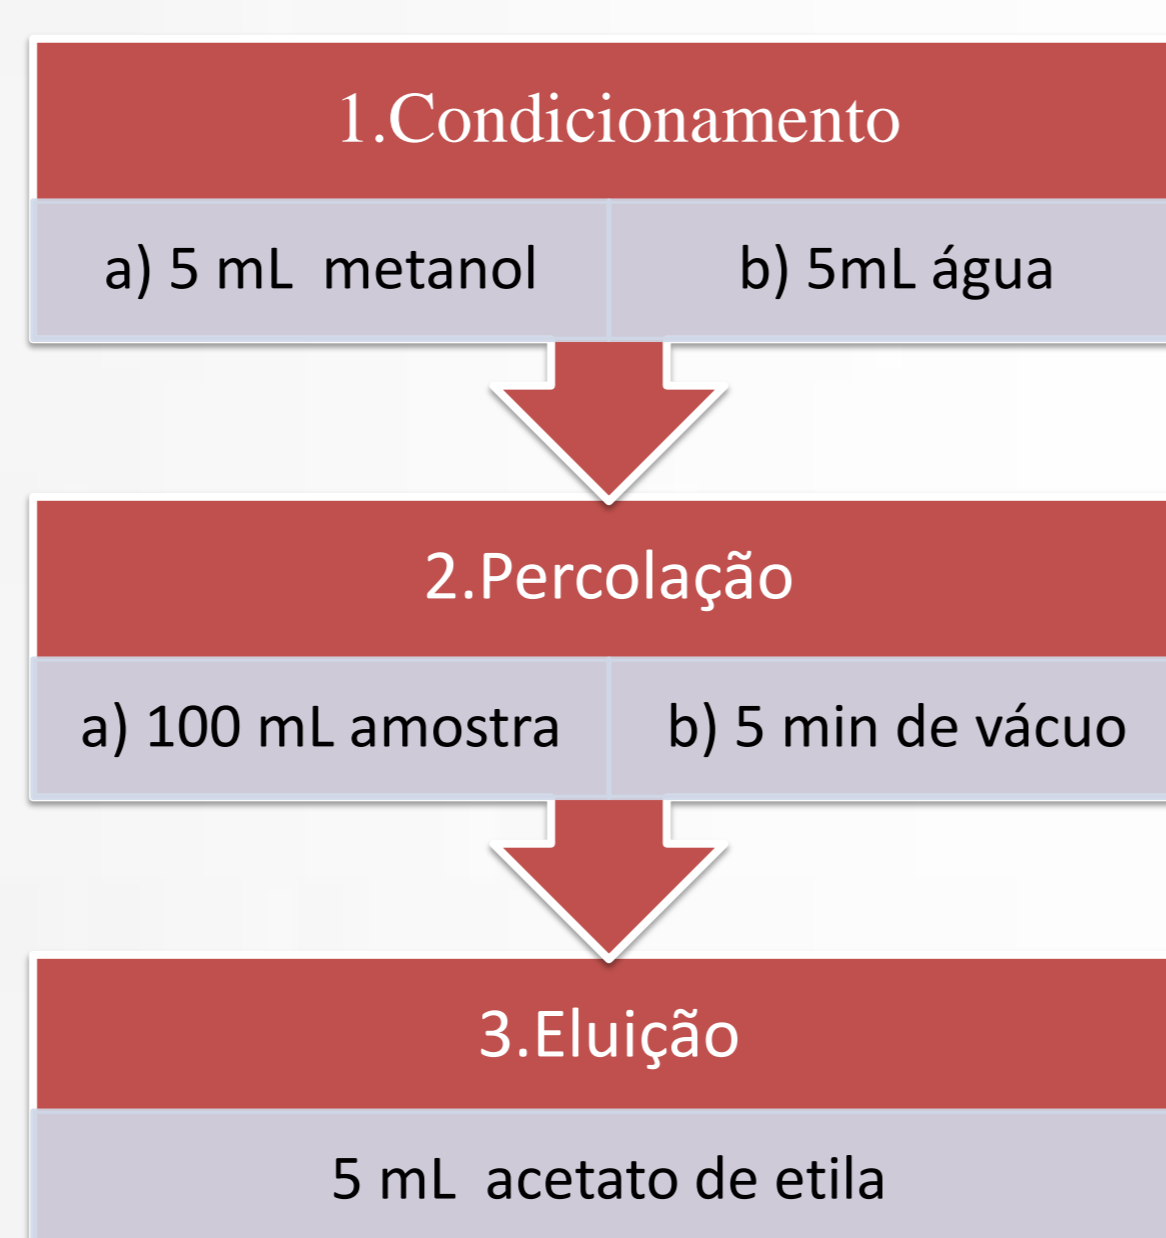 1.Condicionamento
a) 5 mL  metanol
b) 5mL água
2.Percolação
a) 100 mL amostra
b) 5 min de vácuo
3.Eluição
5 mL  acetato de etila